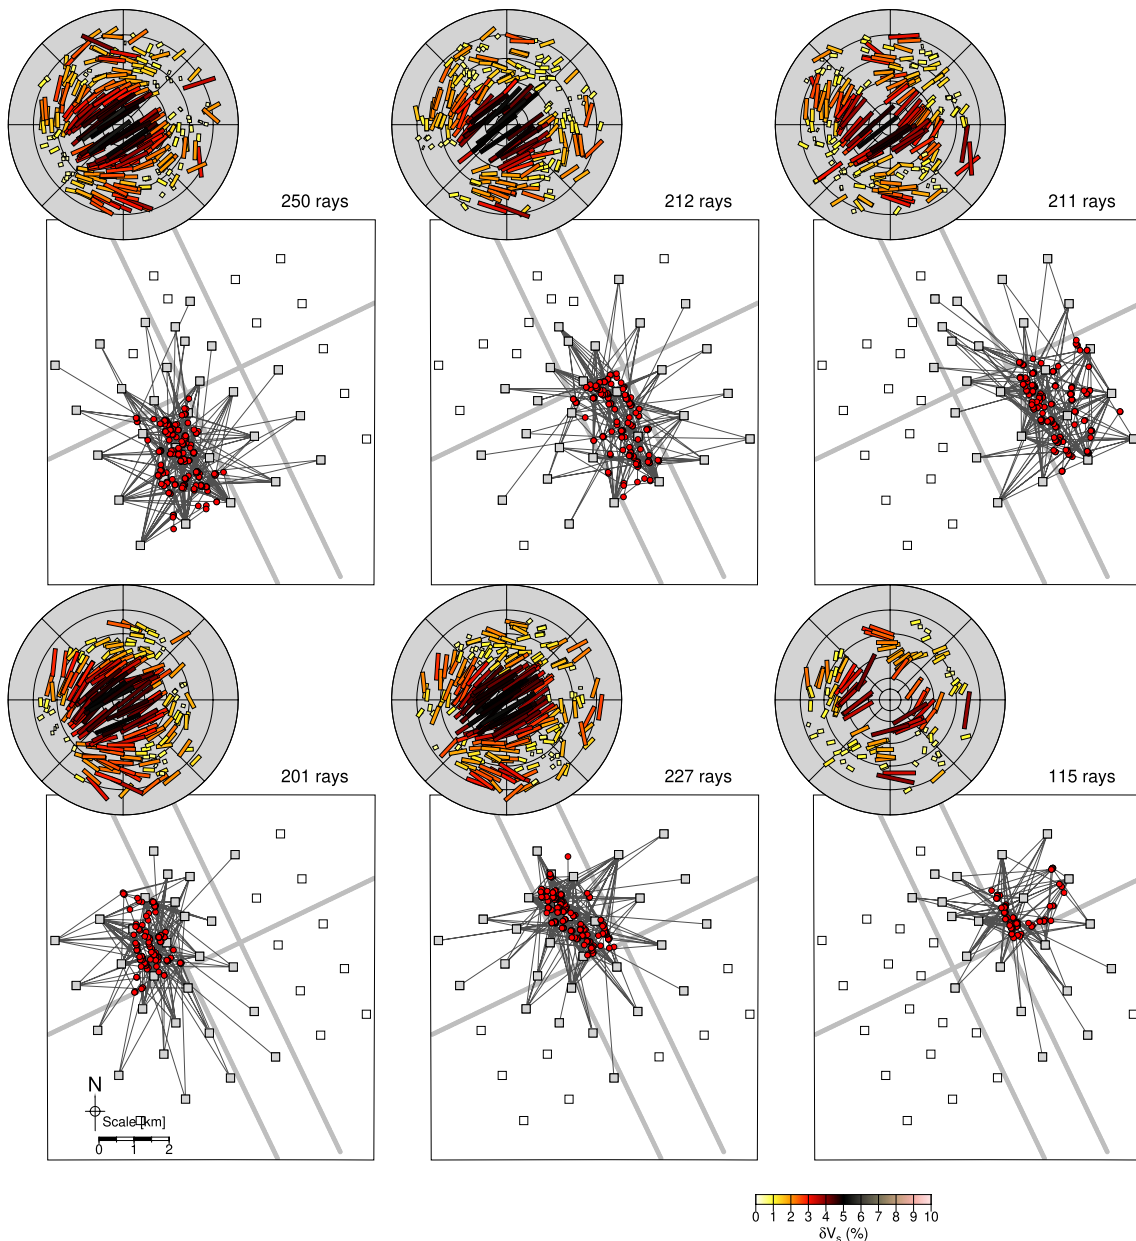 250 rays
212 rays
211 rays
201 rays
227 rays
115 rays
N
Scale [km]
0 1 2
0 1 2 3 4 5 6 7 8 9 10
δVs (%)